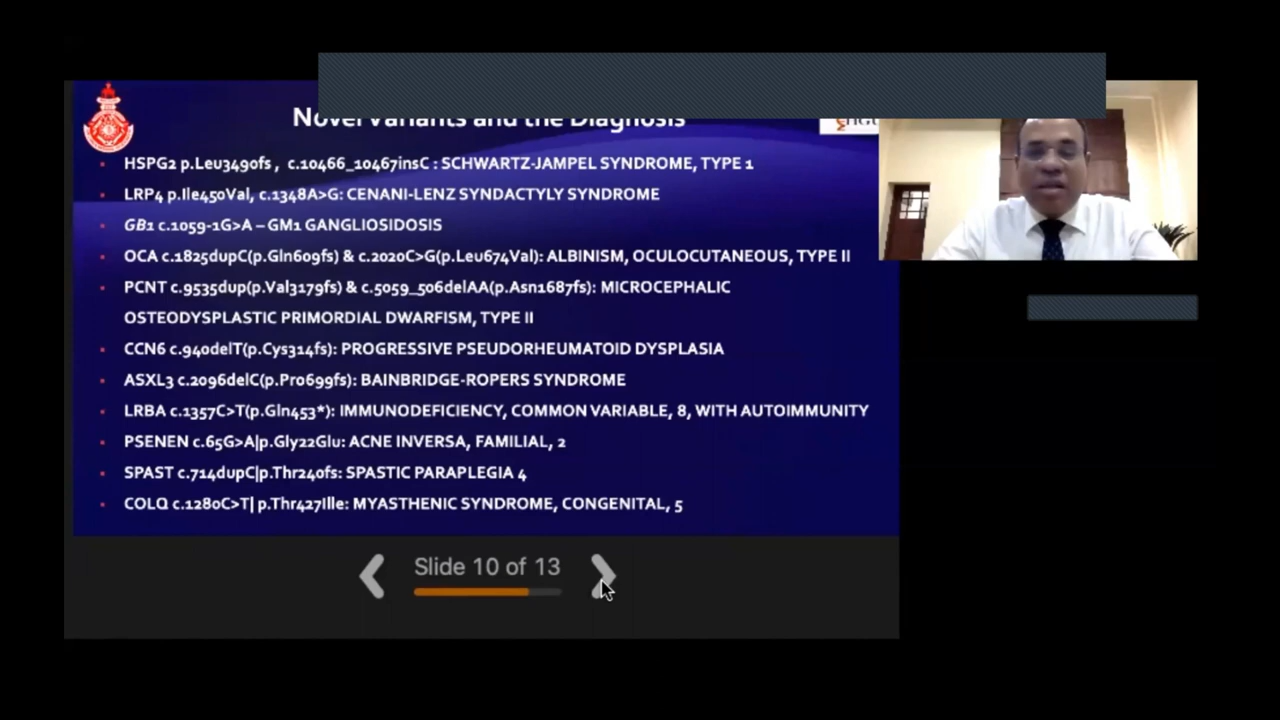 Novel Variants and the Diagnosis
HSPG2 p.Leu3490fs , c.10466_10467insC : SCHWARTZ-JAMPEL SYNDROME, TYPE 1
LRP4 p.Ile450Val, c.1348A>G: CENANI-LENZ SYNDACTYLY SYNDROME
GB1 c.1059-1G>A – GM1 GANGLIOSIDOSIS
OCA c.1825dupC(p.Gln609fs) & c.2020C>G(p.Leu674Val): ALBINISM, OCULOCUTANEOUS, TYPE II
PCNT c.9535dup(p.Val3179fs) & c.5059_506delAA(p.Asn1687fs): MICROCEPHALIC
OSTEODYSPLASTIC PRIMORDIAL DWARFISM, TYPE II
CCN6 c.940delT(p.Cys314fs): PROGRESSIVE PSEUDORHEUMATOID DYSPLASIA
ASXL3 c.2096delC(p.Pro699fs): BAINBRIDGE-ROPERS SYNDROME
LRBA c.1357C>T(p.Gln453*): IMMUNODEFICIENCY, COMMON VARIABLE, 8, WITH AUTOIMMUNITY
PSENEN c.65G>A|p.Gly22Glu: ACNE INVERSA, FAMILIAL, 2
SPAST c.714dupC|p.Thr240fs: SPASTIC PARAPLEGIA 4
COLQ c.1280C>T| p.Thr427Ille: MYASTHENIC SYNDROME, CONGENITAL, 5
Slide 10 of 13